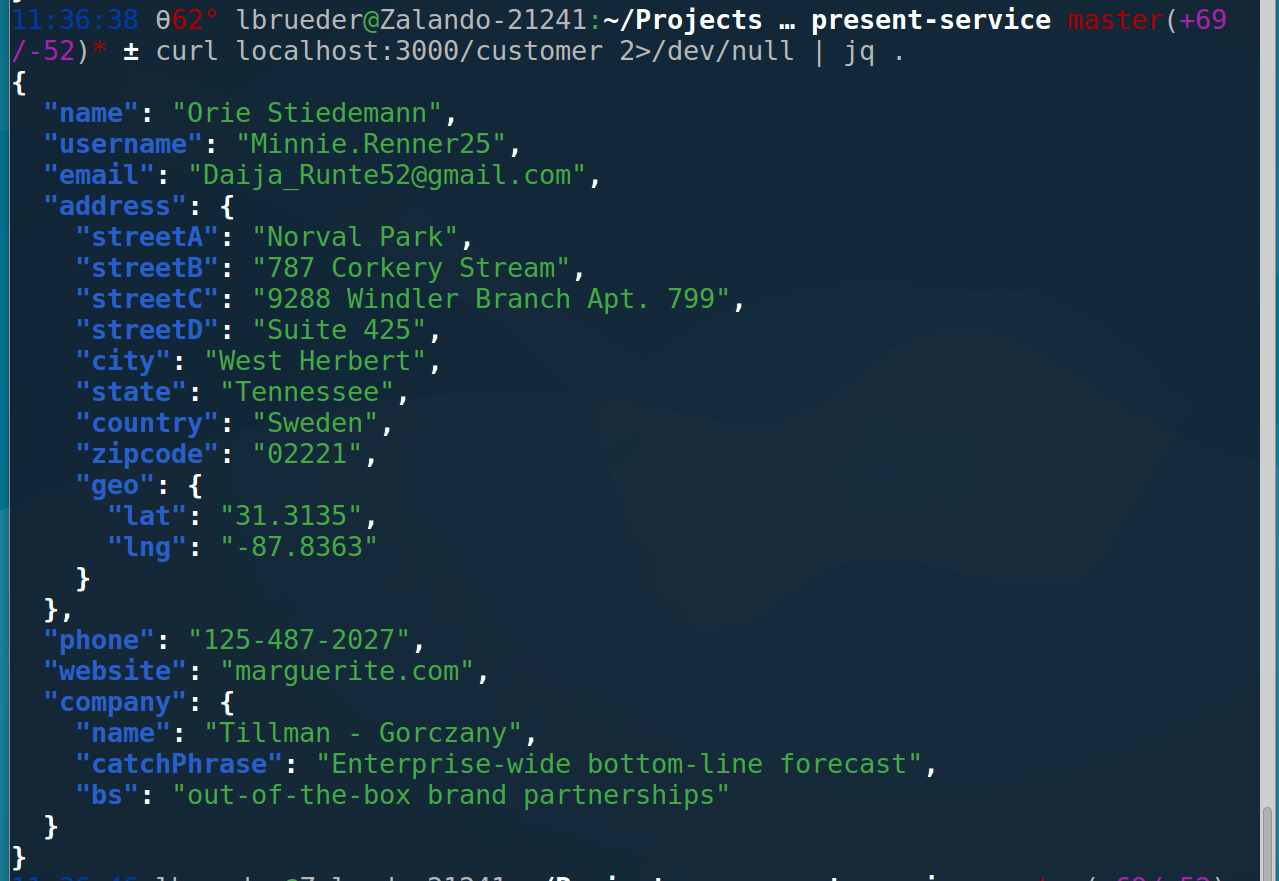 11:36:38 0 62° lbrueder@Zalando-21241:~/Projects … present-service master(+69
/-52)* ± curl localhost:3000/customer 2>/dev/null | jq .
{
  "name": "Orie Stiedemann",
  "username": "Minnie.Renner25",
  "email": "Daija_Runte52@gmail.com",
  "address": {
    "streetA": "Norval Park",
    "streetB": "787 Corkery Stream",
    "streetC": "9288 Windler Branch Apt. 799",
    "streetD": "Suite 425",
    "city": "West Herbert",
    "state": "Tennessee",
    "country": "Sweden",
    "zipcode": "02221",
    "geo": {
      "lat": "31.3135",
      "lng": "-87.8363"
    }
  },
  "phone": "125-487-2027",
  "website": "marguerite.com",
  "company": {
    "name": "Tillman - Gorczany",
    "catchPhrase": "Enterprise-wide bottom-line forecast",
    "bs": "out-of-the-box brand partnerships"
  }
}